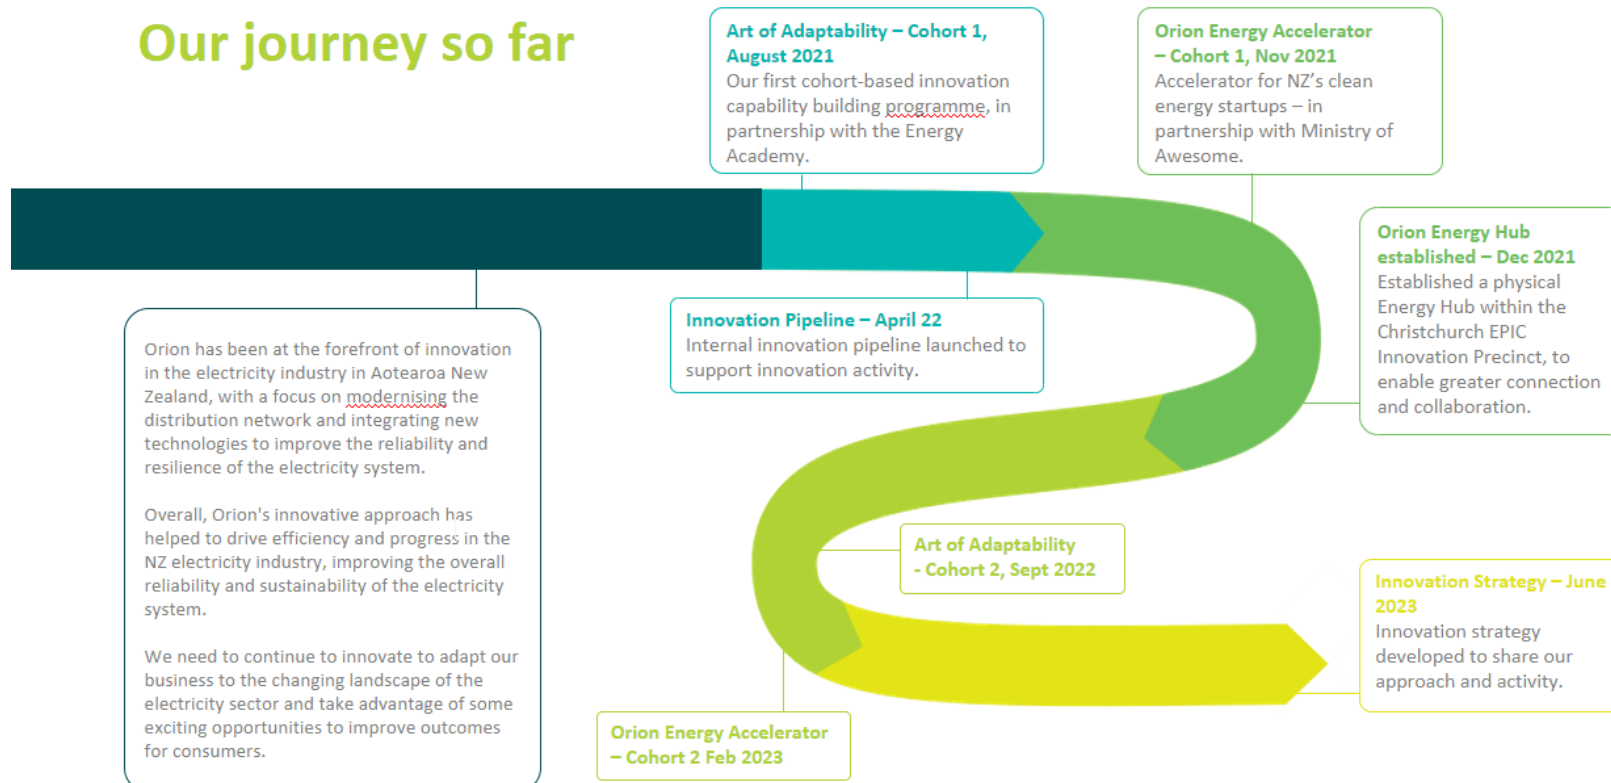 Our journey so far
Art of Adaptability – Cohort 1,
August 2021
Our first cohort-based innovation
capability building programme, in
partnership with the Energy
Academy.
Orion Energy Accelerator
– Cohort 1, Nov 2021
Accelerator for NZ's clean
energy startups – in
partnership with Ministry of
Awesome.
Orion Energy Hub
established – Dec 2021
Established a physical
Energy Hub within the
Christchurch EPIC
Innovation Precinct, to
enable greater connection
and collaboration.
Innovation Pipeline – April 22
Internal innovation pipeline launched to
support innovation activity.
Orion has been at the forefront of innovation
in the electricity industry in Aotearoa New
Zealand, with a focus on modernising the
distribution network and integrating new
technologies to improve the reliability and
resilience of the electricity system.
Overall, Orion's innovative approach has
helped to drive efficiency and progress in the
NZ electricity industry, improving the overall
reliability and sustainability of the electricity
system.
We need to continue to innovate to adapt our
business to the changing landscape of the
electricity sector and take advantage of some
exciting opportunities to improve outcomes
for consumers.
Art of Adaptability
- Cohort 2, Sept 2022
Innovation Strategy – June
2023
Innovation strategy
developed to share our
approach and activity.
Orion Energy Accelerator
– Cohort 2 Feb 2023